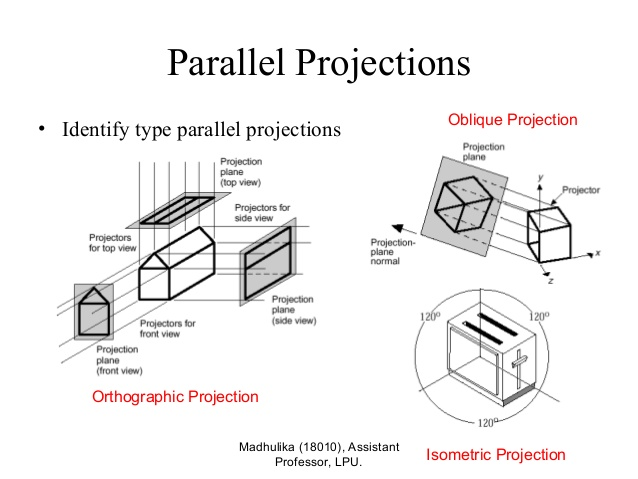 Parallel Projections
• Identify type parallel projections
Projection
plane
(top view)
Projectors for
side view
Projectors
for top view
Projection
plane
(side view)
Projectors for
front view
Projection
plane
(front view)
Orthographic Projection
Oblique Projection
Projection
plane
y
Projector
Projection-
plane
normal
x
z
120°
120°
120°
Isometric Projection
Madhulika (18010), Assistant
Professor, LPU.